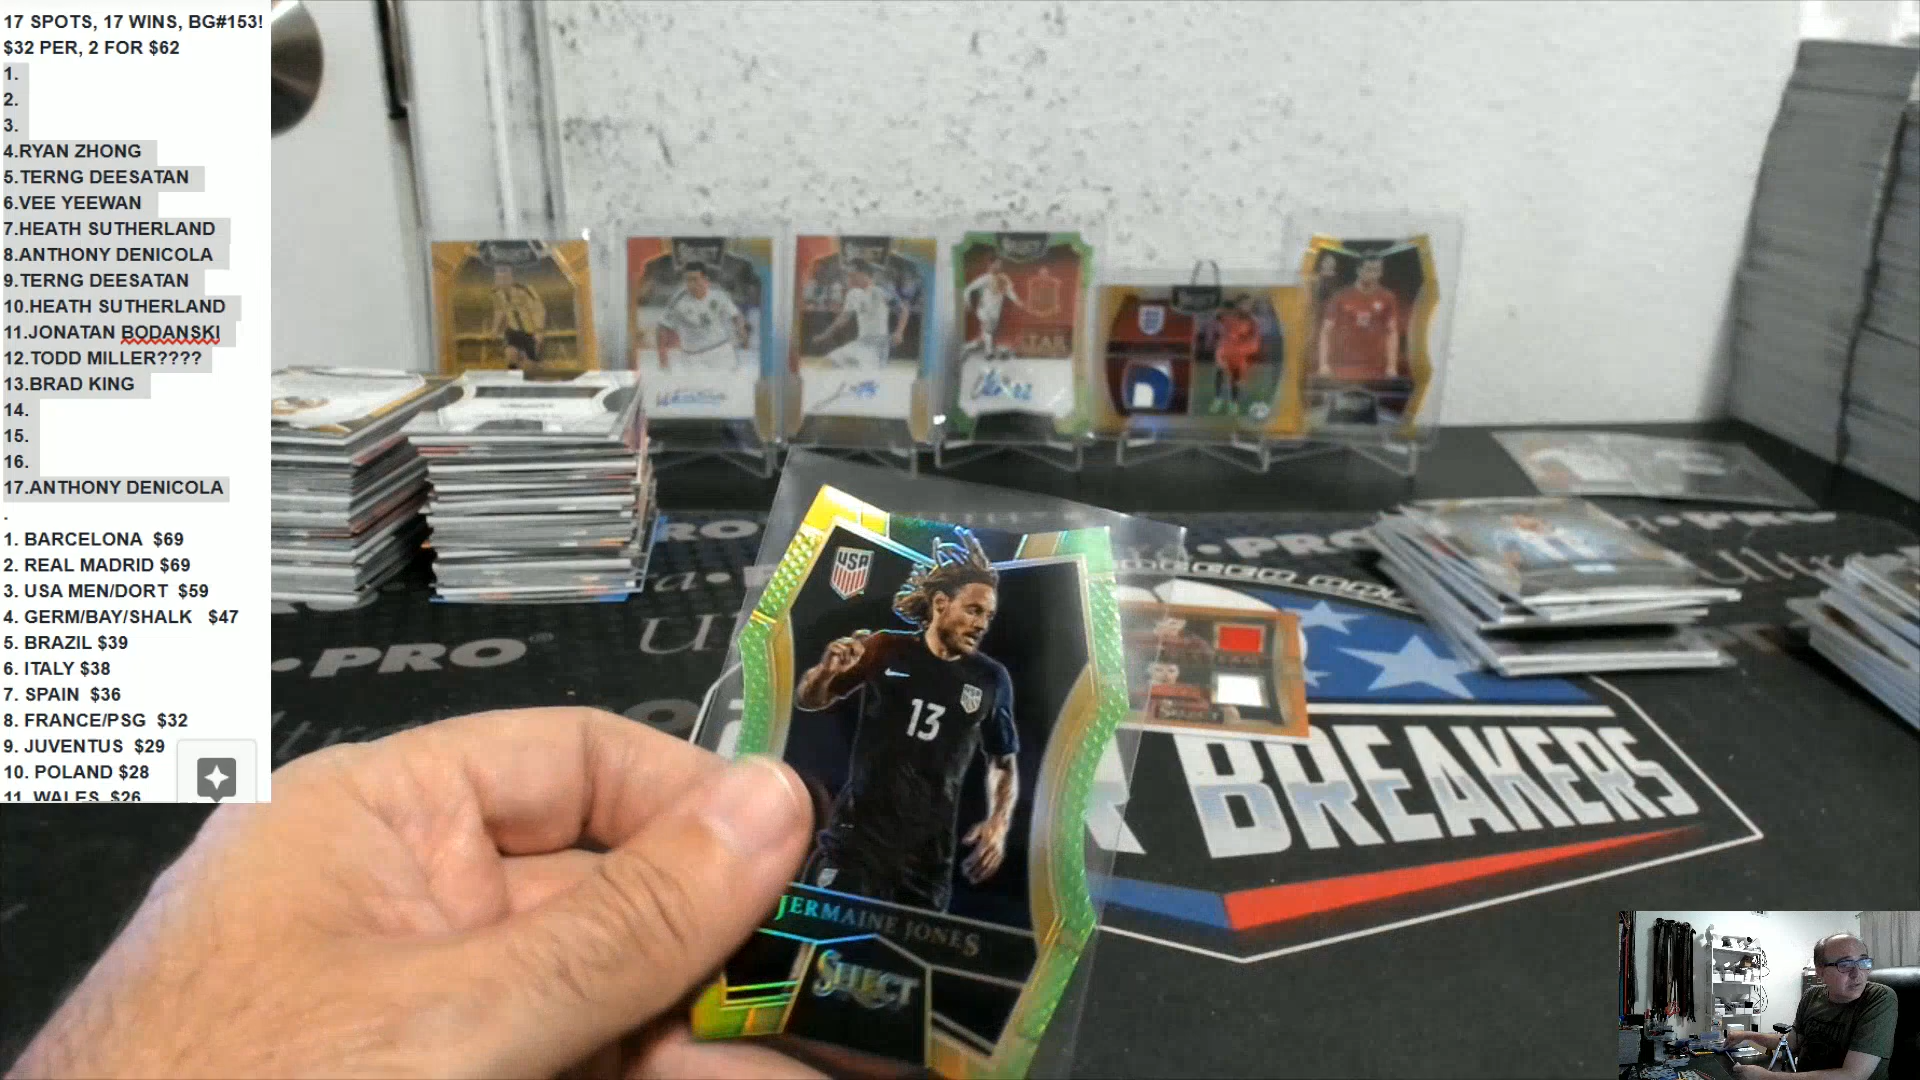 17 SPOTS, 17 WINS, BG#153!
$32 PER, 2 FOR $62
1.
2.
3.
4.RYAN ZHONG
5.TERNG DEESATAN
6.VEE YEEWAN
7.HEATH SUTHERLAND
8.ANTHONY DENICOLA
9.TERNG DEESATAN
10.HEATH SUTHERLAND
11.JONATAN BODANSKI
12.TODD MILLER????
13.BRAD KING
14.
15.
16.
17.ANTHONY DENICOLA
.
1. BARCELONA $69
2. REAL MADRID $69
3. USA MEN/DORT $59
4. GERM/BAY/SHALK $47
5. BRAZIL $39
6. ITALY $38
7. SPAIN $36
8. FRANCE/PSG $32
9. JUVENTUS $29
10. POLAND $28
11. WALES $26
USA
13
JERMAINE JONES
SELECT
BREAKERS
PRO